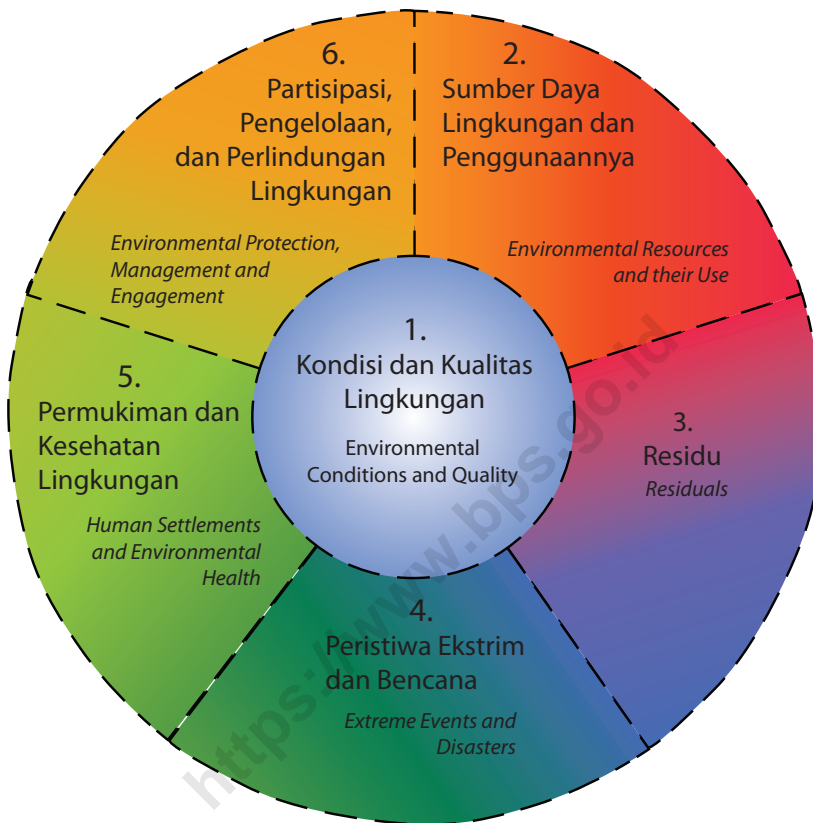 1.
Kondisi dan Kualitas
Lingkungan
Environmental
Conditions and Quality
2.
Sumber Daya
Lingkungan dan
Penggunaannya
Environmental Resources
and their Use
3.
Residu
Residuals
4.
Peristiwa Ekstrim
dan Bencana
Extreme Events and
Disasters
5.
Permukiman dan
Kesehatan
Lingkungan
Human Settlements
and Environmental
Health
6.
Partisipasi,
Pengelolaan,
dan Perlindungan
Lingkungan
Environmental Protection,
Management and
Engagement
https://www.bps.go.id